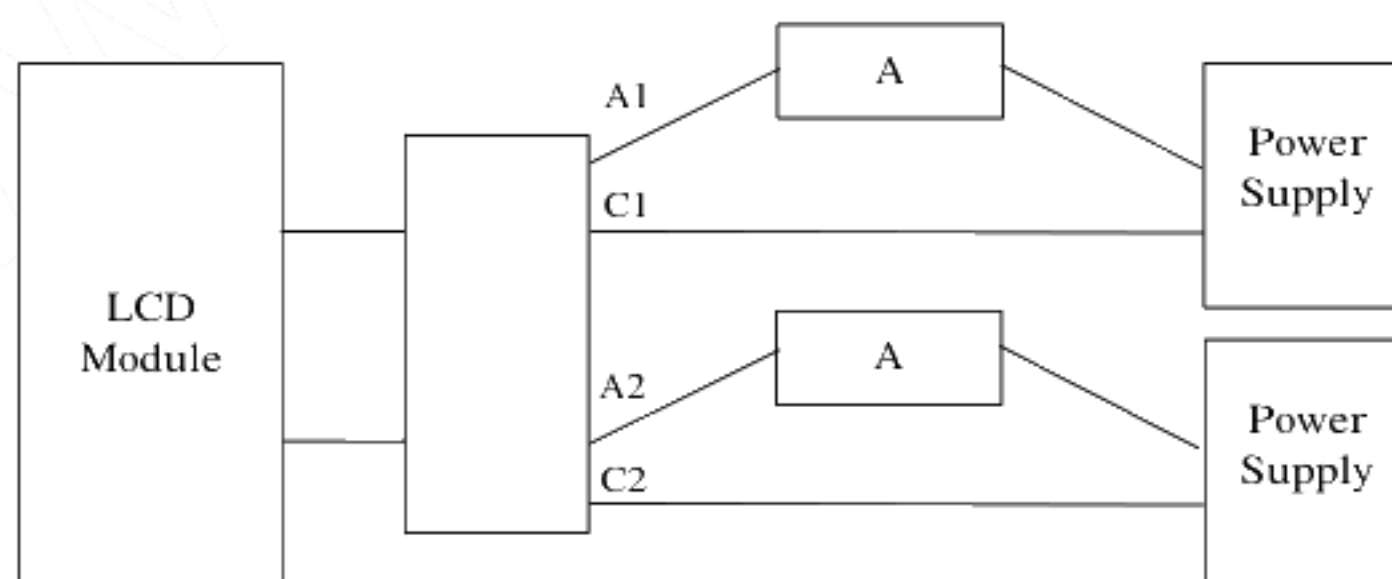 A
A1
Power
Supply
C1
LCD
Module
A
A2
Power
Supply
C2